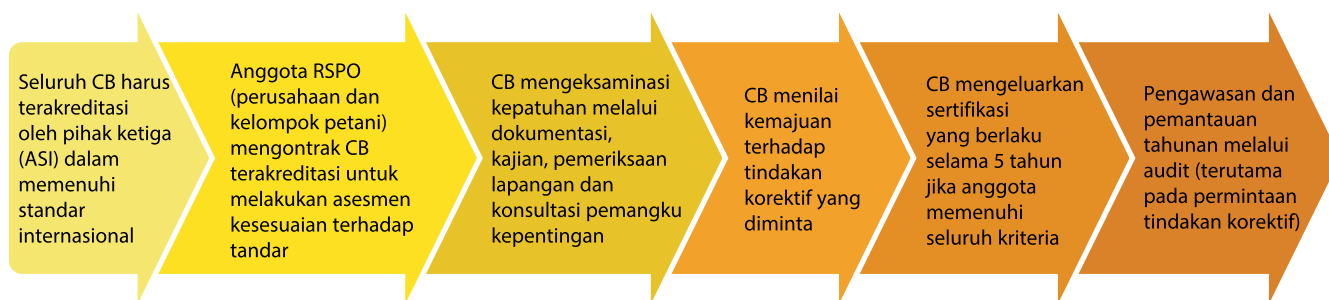 Seluruh CB harus
terakreditasi
oleh pihak ketiga
(ASI) dalam
memenuhi
standar
internasional
Anggota RSPO
(perusahaan dan
kelompok petani)
mengontrak CB
terakreditasi untuk
melakukan asesmen
kesesuaian terhadap
tandar
CB mengeksaminasi
kepatuhan melalui
dokumentasi,
kajian, pemeriksaan
lapangan dan
konsultasi pemangku
kepentingan
CB menilai
kemajuan
terhadap
tindakan
korektif yang
diminta
CB mengeluarkan
sertifikasi
yang berlaku
selama 5 tahun
jika anggota
memenuhi
seluruh kriteria
Pengawasan dan
pemantauan
tahunan melalui
audit (terutama
pada permintaan
tindakan korektif)